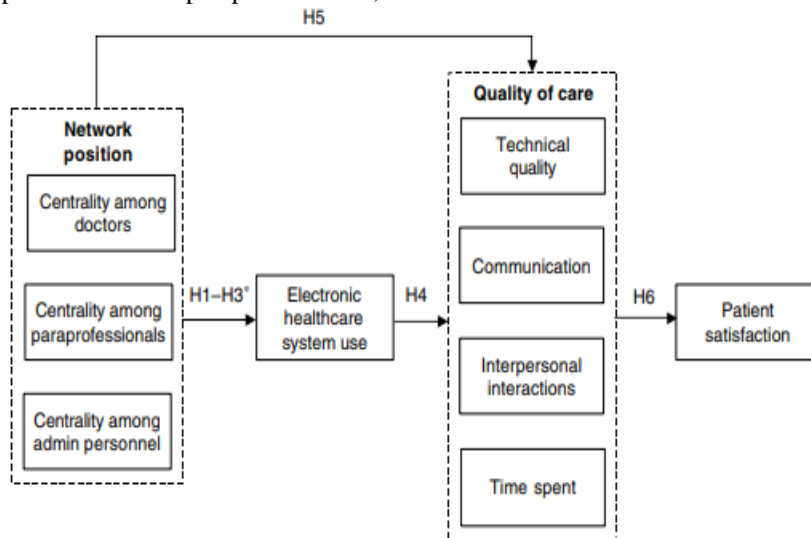 H5
Network
position
Centrality among
doctors
Centrality among
paraprofessionals
Centrality among
admin personnel
H1–H3*
Electronic
healthcare
system use
H4
Quality of care
Technical
quality
Communication
Interpersonal
interactions
Time spent
H6
Patient
satisfaction